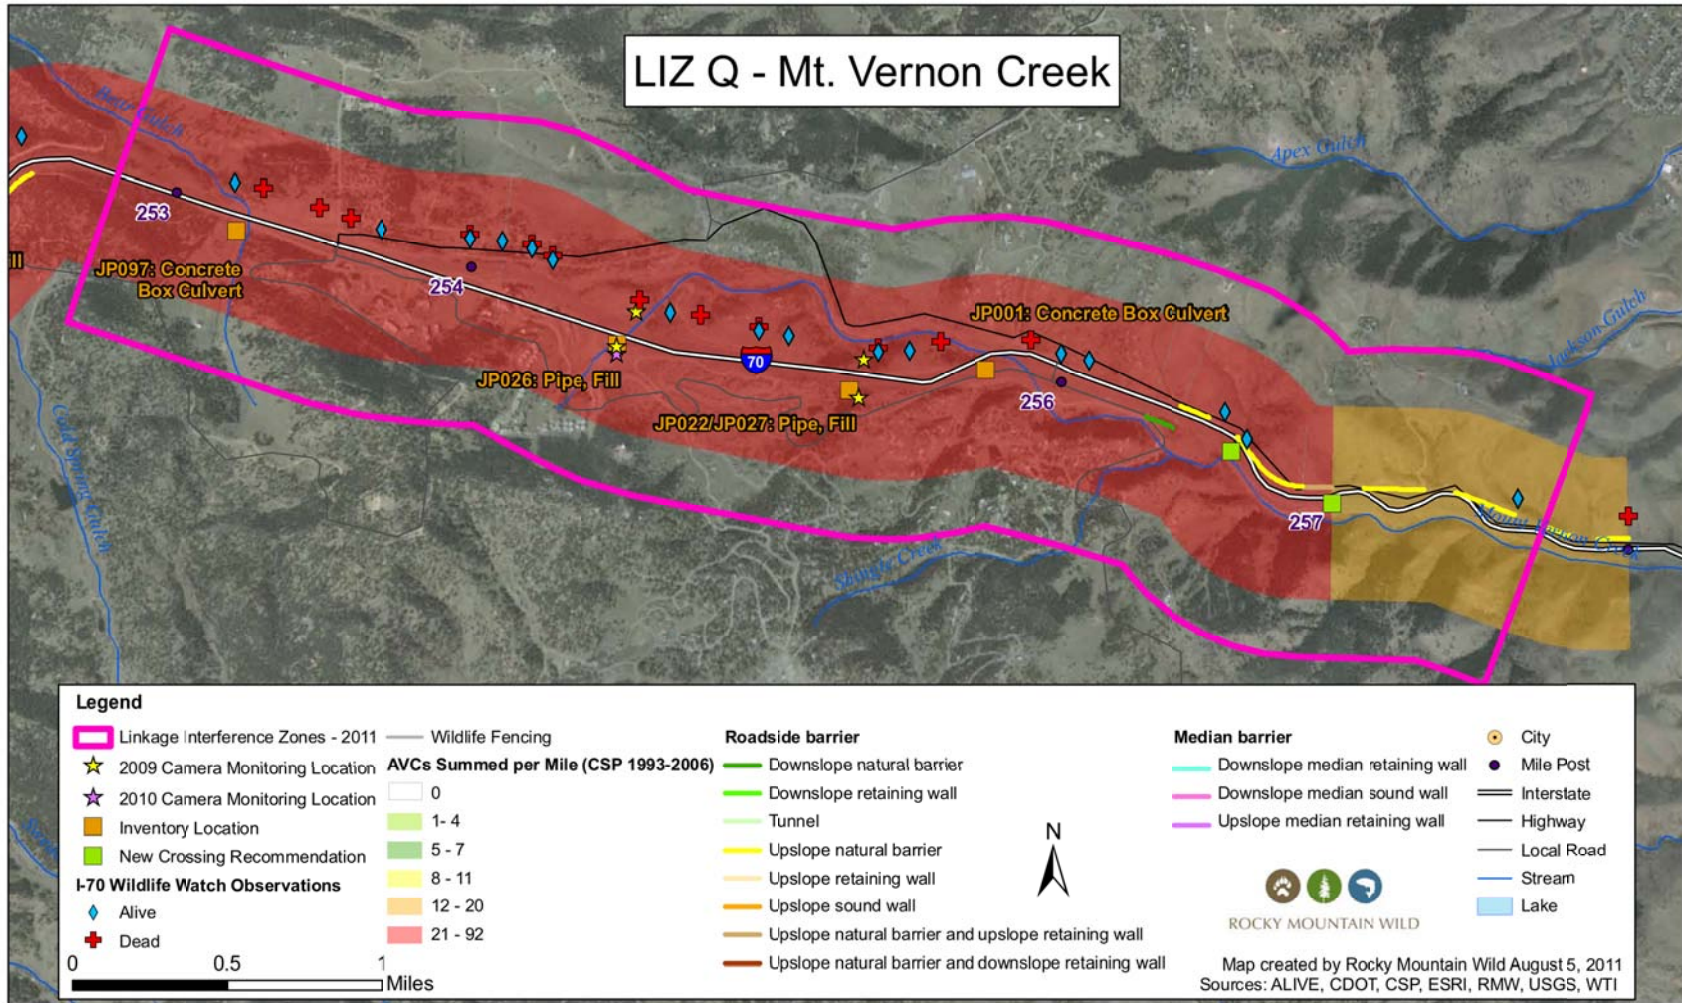 LIZ Q - Mt. Vernon Creek
Beaver Gulch
Apex Gulch
253
ill
JP097: Concrete
Box Culvert
254
JP001: Concrete Box Culvert
Jackson Gulch
70
JP026: Pipe, Fill
256
JP022/JP027: Pipe, Fill
Cold Spring Gulch
257
Mount Vernon Creek
Shingle Creek
Legend
Linkage Interference Zones - 2011
2009 Camera Monitoring Location
2010 Camera Monitoring Location
Inventory Location
New Crossing Recommendation
I-70 Wildlife Watch Observations
Alive
Dead
0 0.5 1
Miles
Wildlife Fencing
AVCs Summed per Mile (CSP 1993-2006)
0
1- 4
5 - 7
8 - 11
12 - 20
21 - 92
Roadside barrier
Downslope natural barrier
Downslope retaining wall
Tunnel
Upslope natural barrier
Upslope retaining wall
Upslope sound wall
Upslope natural barrier and upslope retaining wall
Upslope natural barrier and downslope retaining wall
N
Median barrier
Downslope median retaining wall
Downslope median sound wall
Upslope median retaining wall
ROCKY MOUNTAIN WILD
City
Mile Post
Interstate
Highway
Local Road
Stream
Lake
Map created by Rocky Mountain Wild August 5, 2011
Sources: ALIVE, CDOT, CSP, ESRI, RMW, USGS, WTI